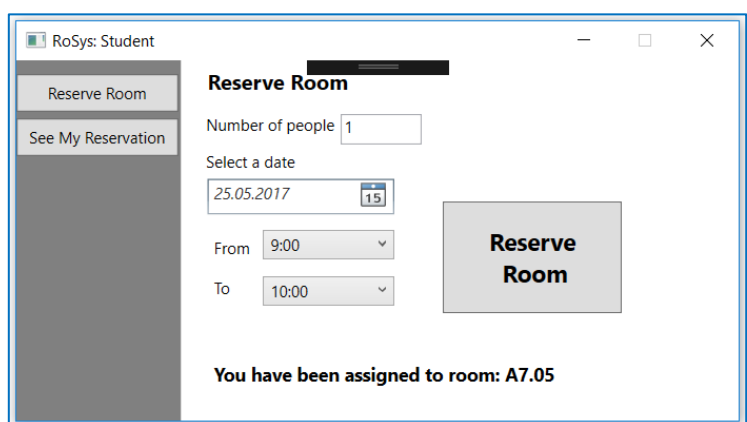 RoSys: Student
Reserve Room
See My Reservation
Reserve Room
Number of people 1
Select a date
25.05.2017 15
From 9:00
To 10:00
Reserve
Room
You have been assigned to room: A7.05